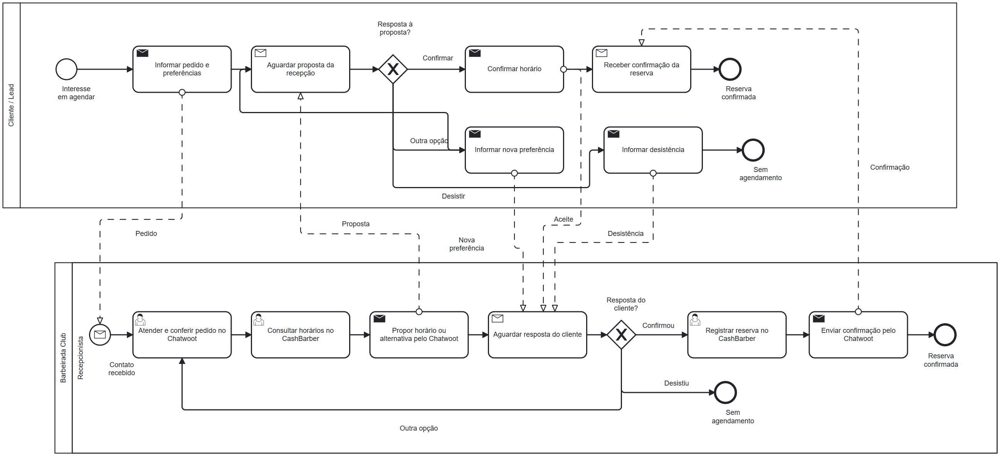 Cliente / Lead
Resposta à
proposta?
Interesse
em agendar
Informar pedido e
preferências
Aguardar proposta da
recepção
Confirmar
Confirmar horário
Receber confirmação da
reserva
Reserva
confirmada
Outra opção
Informar nova preferência
Informar desistência
Sem
agendamento
Desistir
Confirmação
Pedido
Proposta
Nova
preferência
Aceite
Desistência
Barbeirada Club
Recepcionista
Contato
recebido
Atender e conferir pedido no
Chatwoot
Consultar horários no
CashBarber
Propor horário ou
alternativa pelo Chatwoot
Aguardar resposta do cliente
Resposta do
cliente?
Confirmou
Registrar reserva no
CashBarber
Enviar confirmação pelo
Chatwoot
Reserva
confirmada
Desistiu
Sem
agendamento
Outra opção